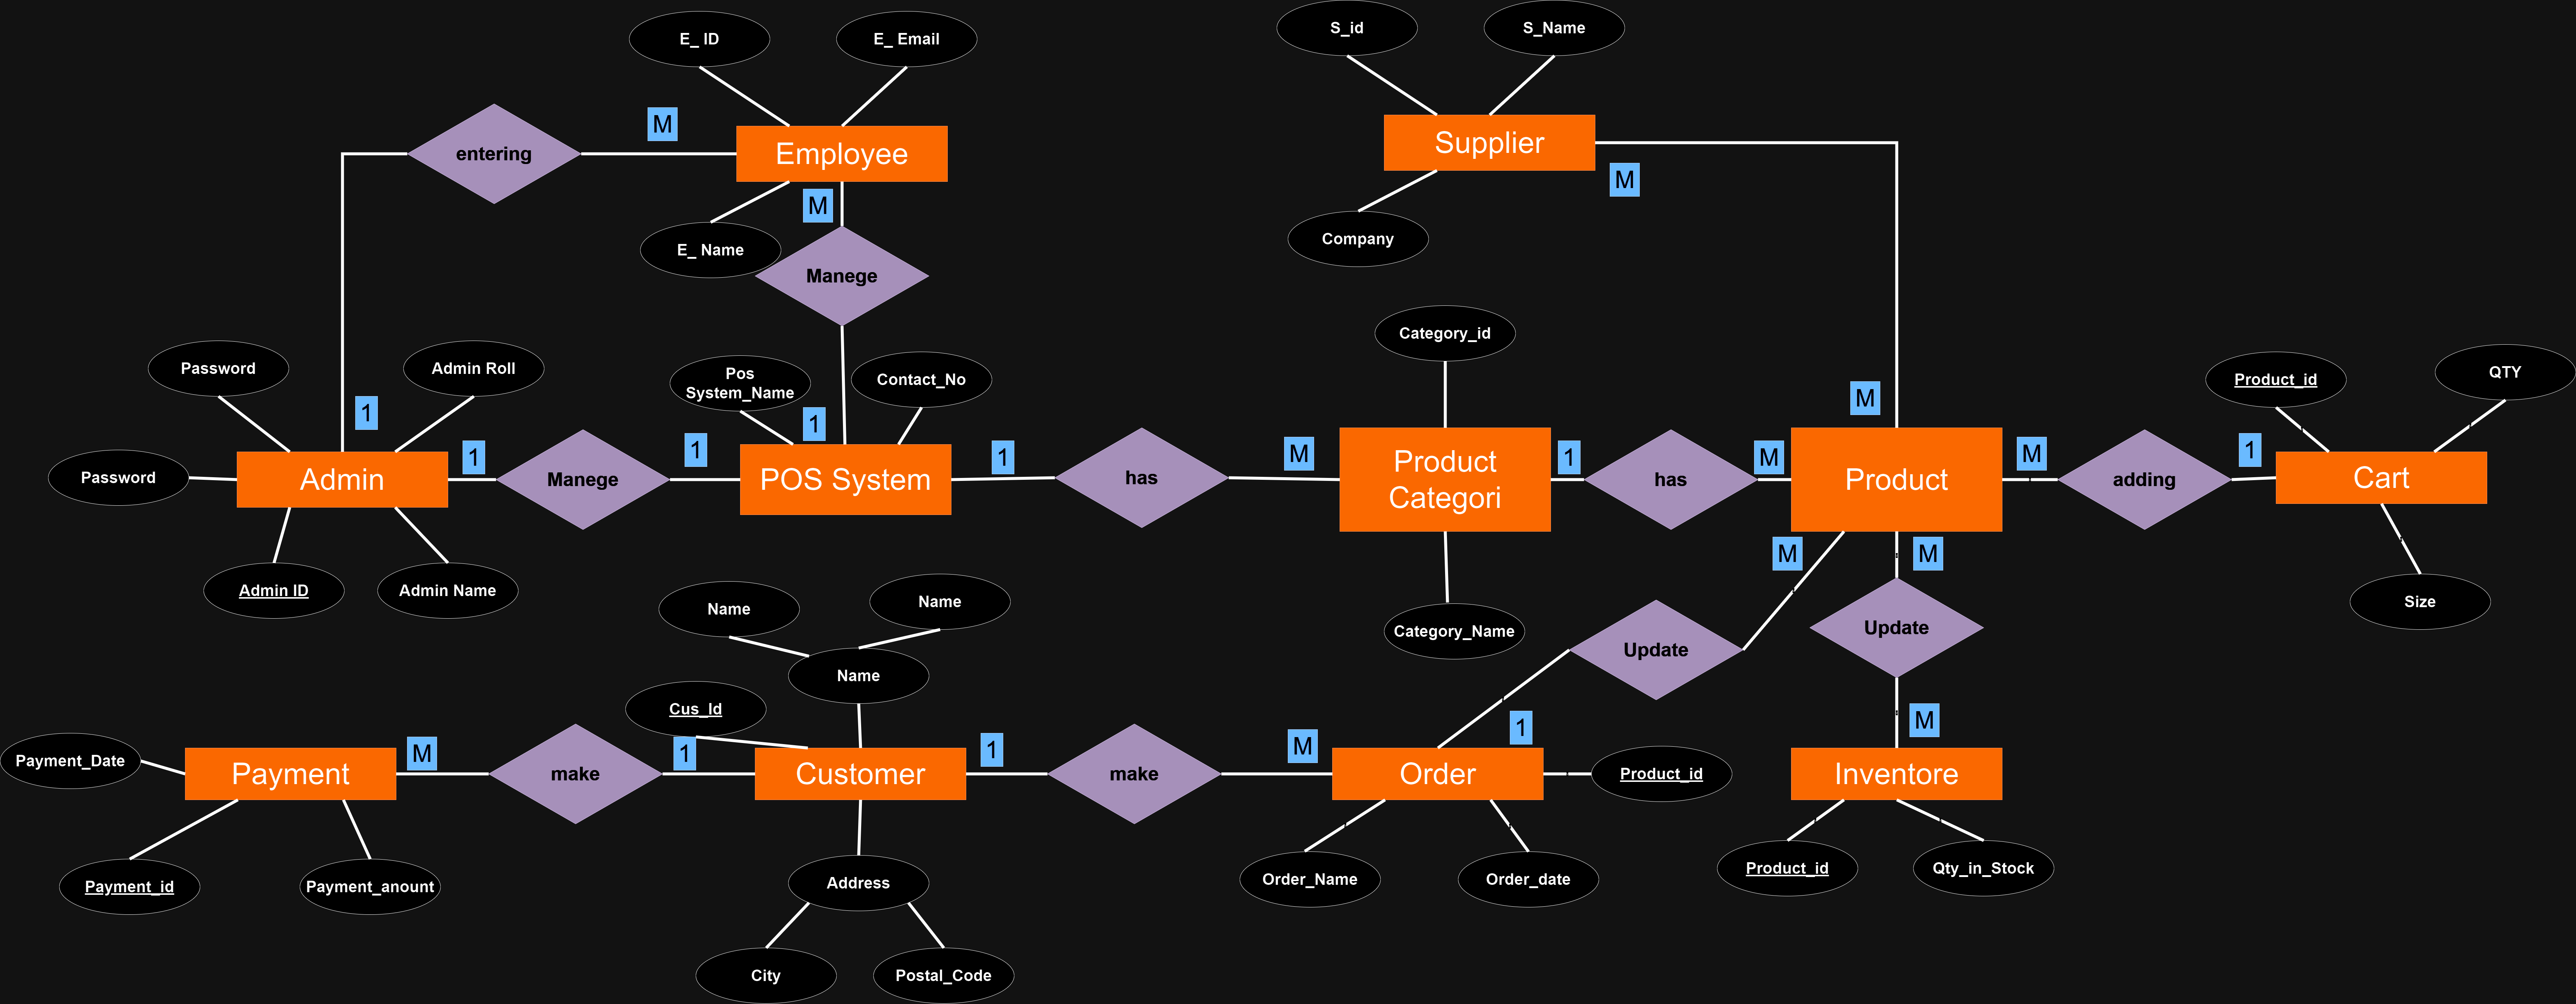 S_id
S_Name
E_ ID
E_ Email
M
entering
Employee
Supplier
M
M
Company
E_ Name
Manege
Category_id
Password
Admin Roll
Pos
System_Name
Contact_No
Product_id
QTY
M
1
1
1
Admin
1
Manege
1
POS System
1
has
M
Product
Categori
1
has
M
Product
M
adding
1
Cart
Password
M
M
Admin ID
Admin Name
Name
Name
Category_Name
Update
Update
Size
Name
Cus_Id
Payment_Date
Payment
M
make
1
Customer
1
make
M
Order
1
Product_id
M
Inventore
Payment_id
Payment_anount
Address
Order_Name
Order_date
Product_id
Qty_in_Stock
City
Postal_Code